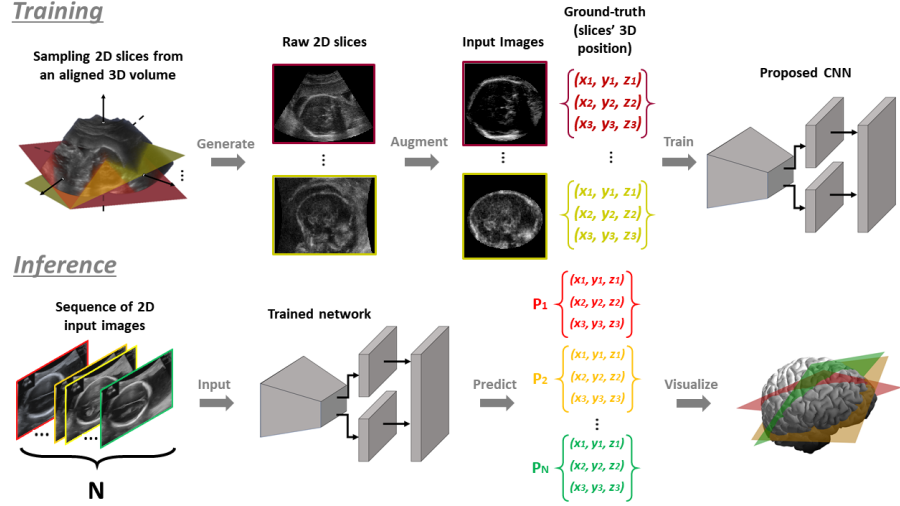 Training
Sampling 2D slices from
an aligned 3D volume
Generate
Raw 2D slices
Augment
Input Images
Ground-truth
(slices' 3D
position)
(x1, y1, z1)
(x2, y2, z2)
(x3, y3, z3)
(x1, y1, z1)
(x2, y2, z2)
(x3, y3, z3)
Train
Proposed CNN
Inference
Sequence of 2D
input images
N
Input
Trained network
Predict
P1
(x1, y1, z1)
(x2, y2, z2)
(x3, y3, z3)
P2
(x1, y1, z1)
(x2, y2, z2)
(x3, y3, z3)
PN
(x1, y1, z1)
(x2, y2, z2)
(x3, y3, z3)
Visualize